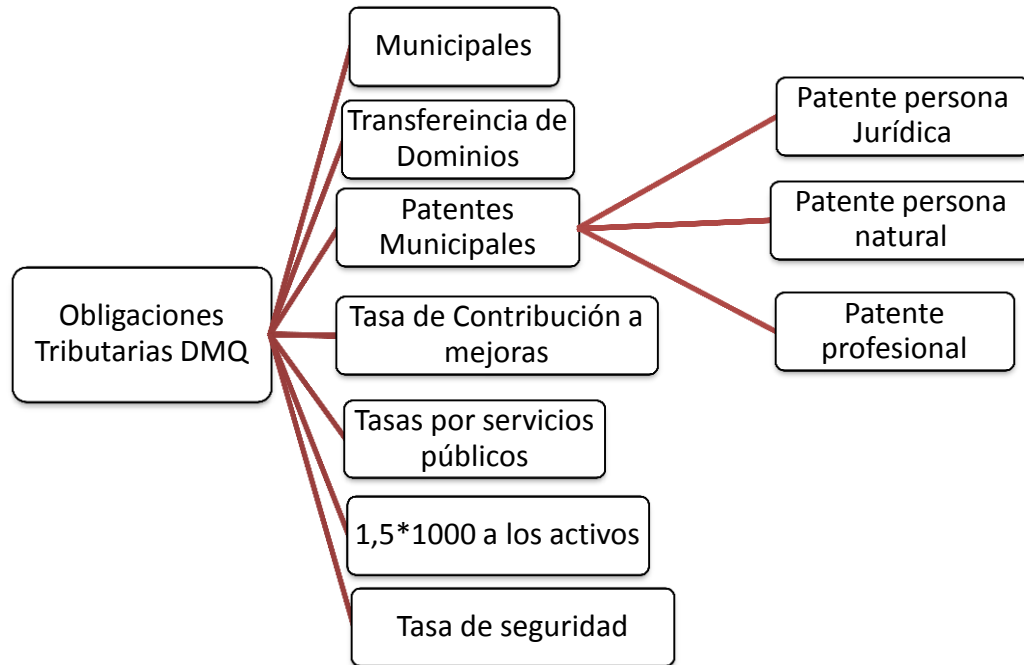 Obligaciones
Tributarias DMQ
Municipales
Transfereincia de
Dominios
Patentes
Municipales
Tasa de Contribución a
mejoras
Tasas por servicios
públicos
1,5*1000 a los activos
Tasa de seguridad
Patente persona
Jurídica
Patente persona
natural
Patente
profesional